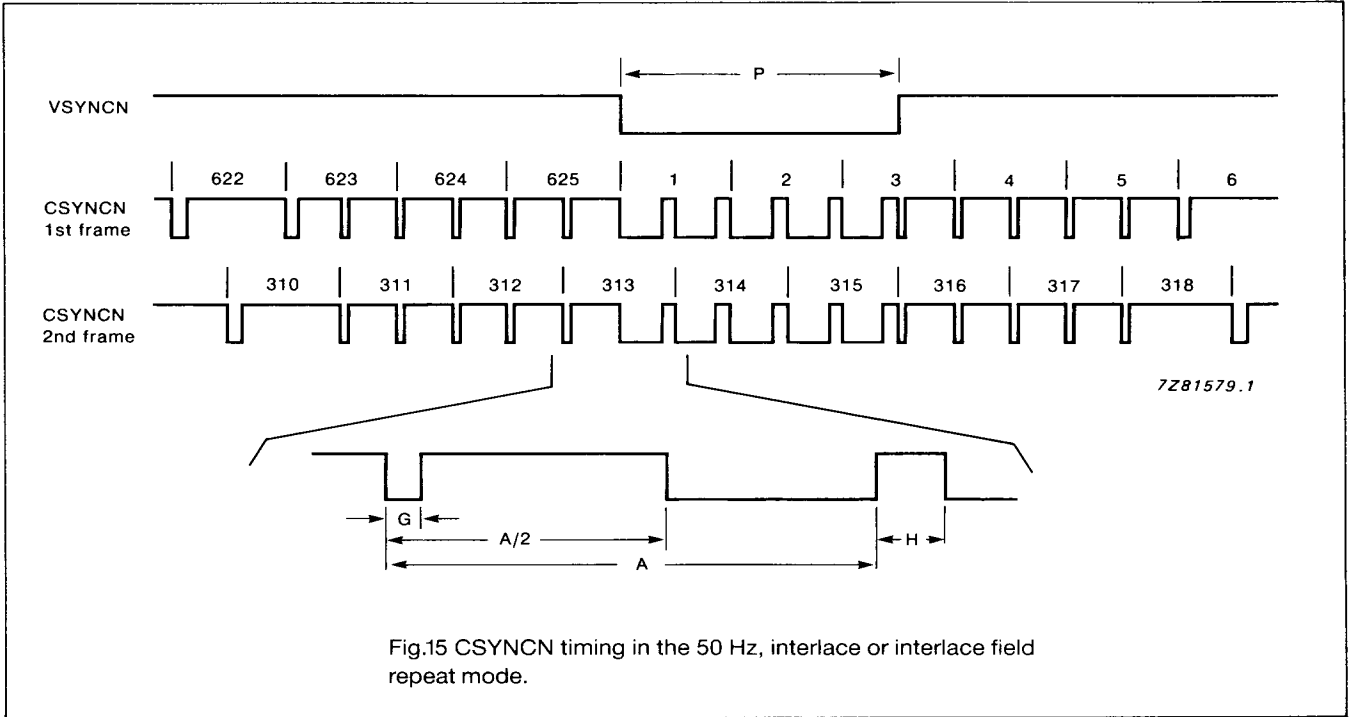 P
VSYNCN
622 623 624 625 1 2 3 4 5 6
CSYNCN
1st frame
310 311 312 313 314 315 316 317 318
CSYNCN
2nd frame
7Z81579.1
G
A/2
H
A
Fig.15 CSYNCN timing in the 50 Hz, interlace or interlace field
repeat mode.